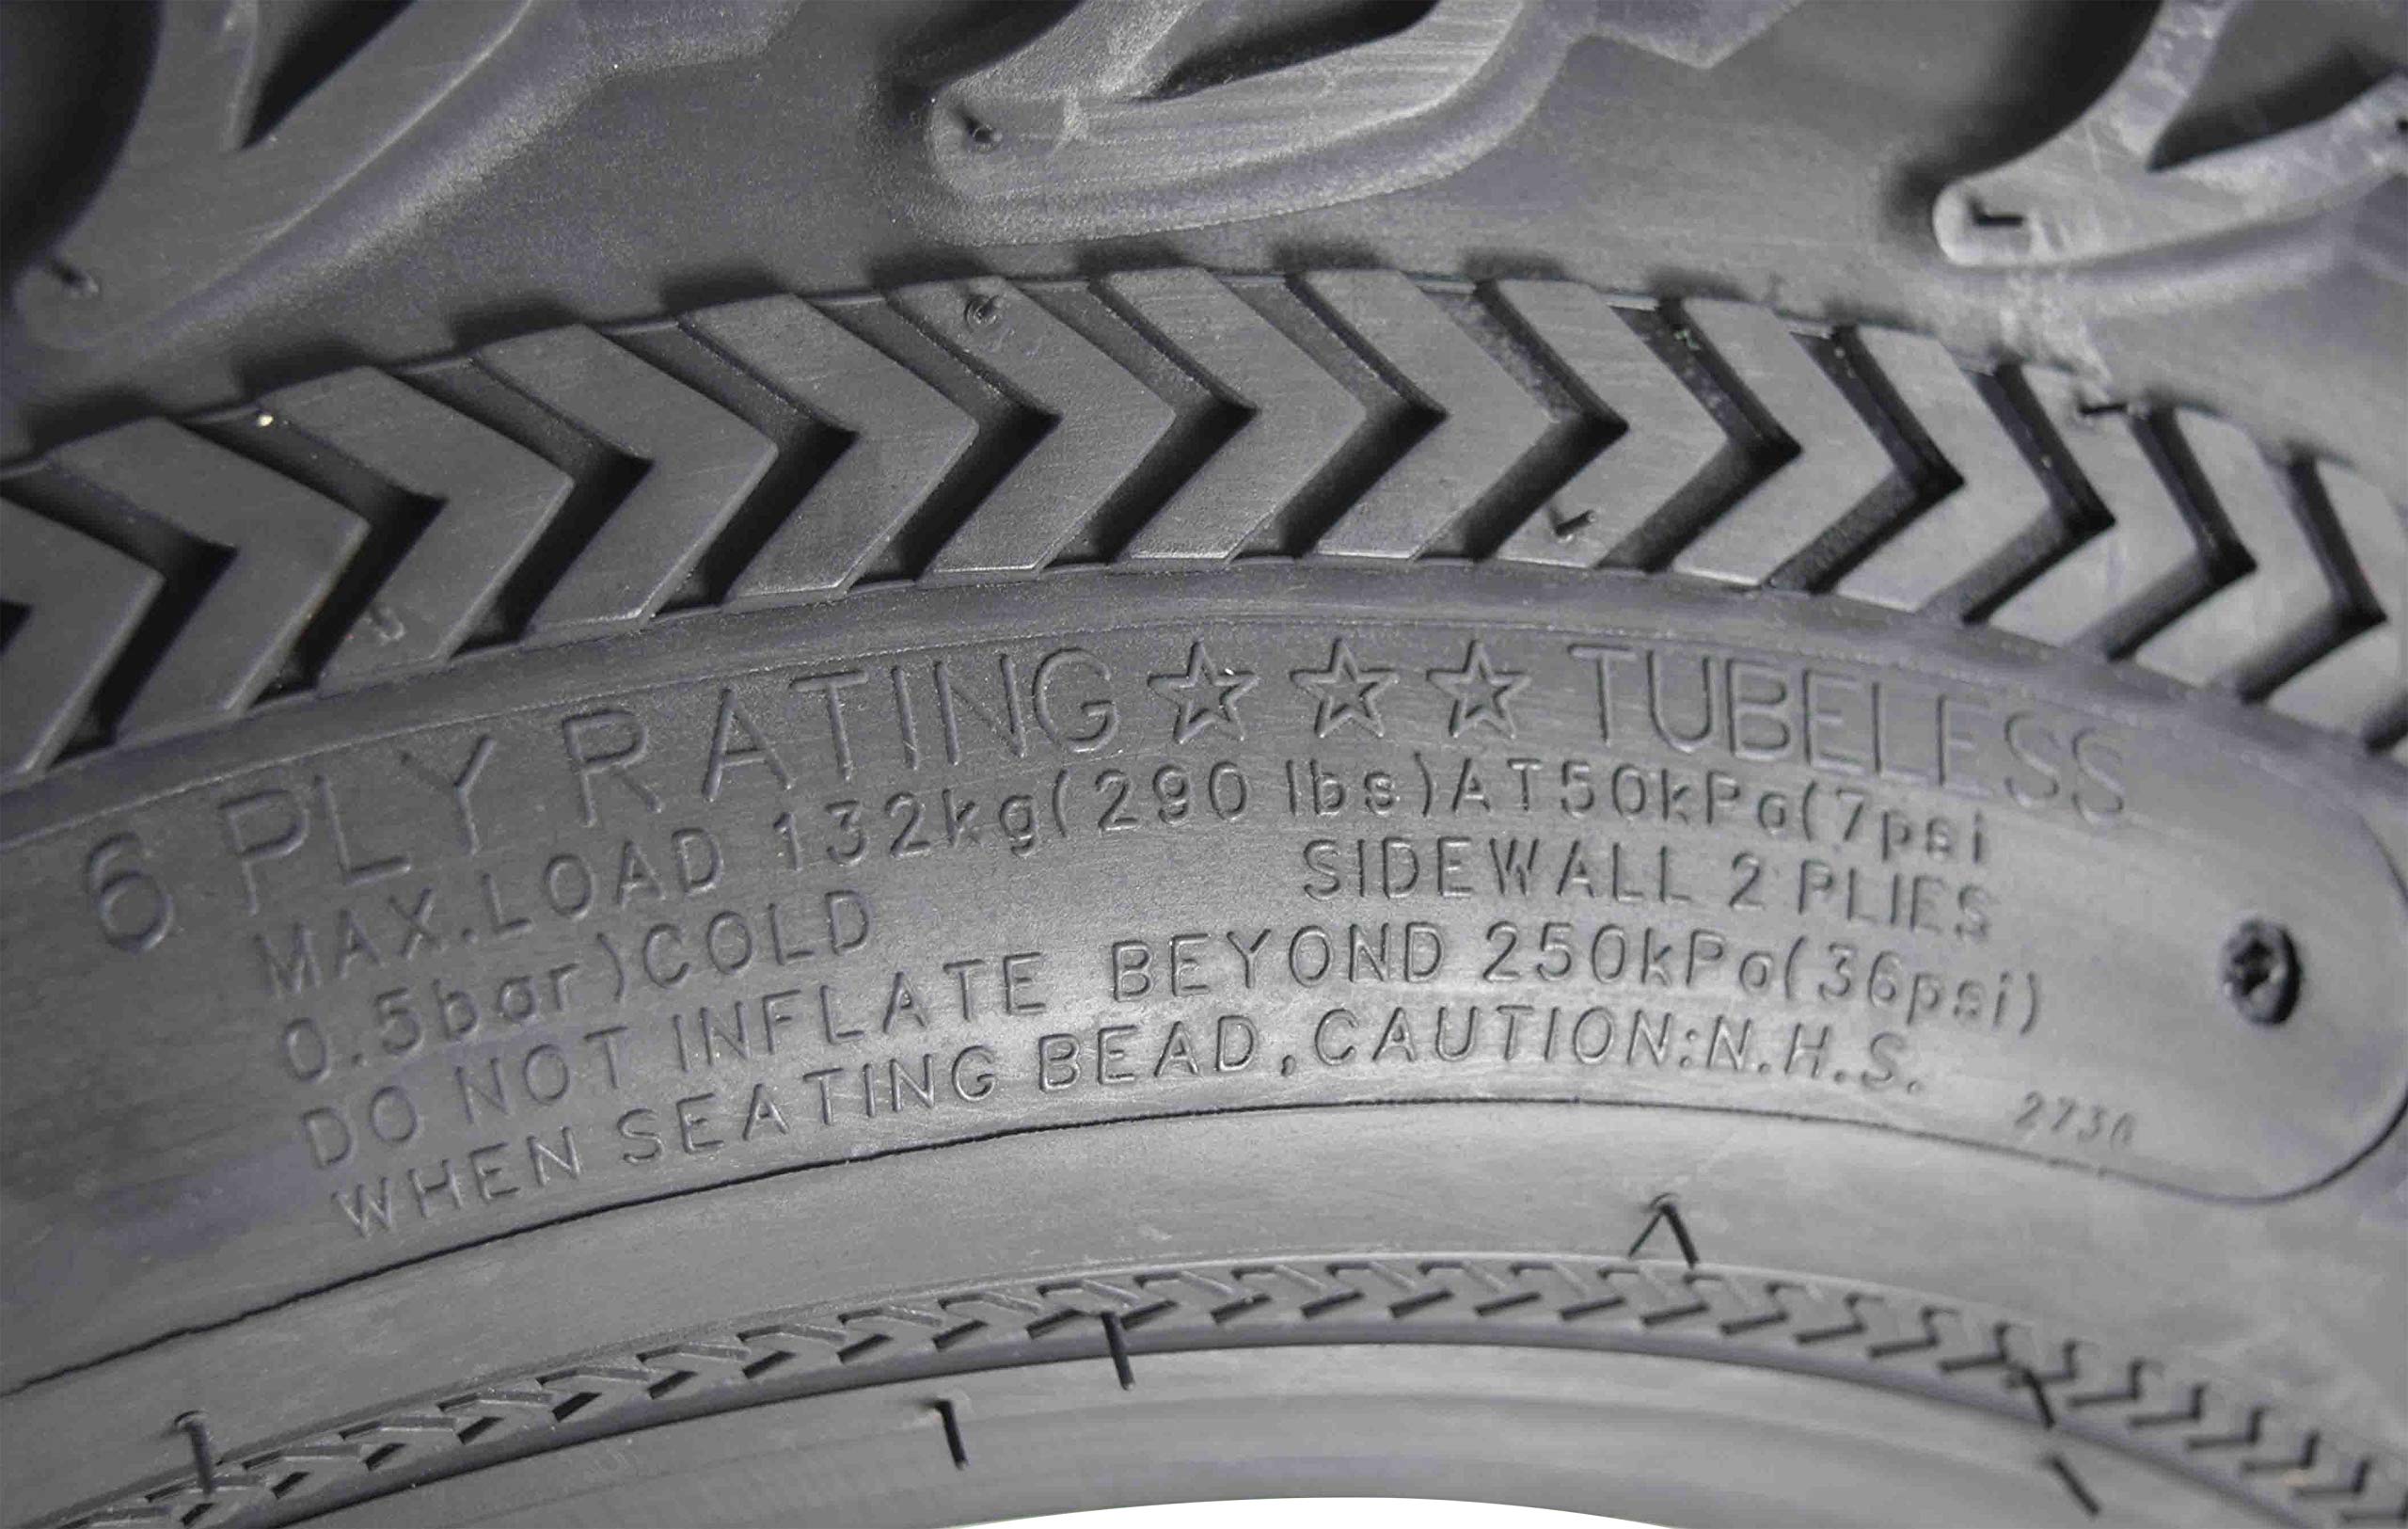 6 PLY RATING ☆ ☆ ☆ TUBELESS
MAX.LOAD 132kg(290 lbs)AT50kPa(7psi
0.5bar)COLD SIDEWALL 2 PLIES
DO NOT INFLATE BEYOND 250kPa(36psi)
WHEN SEATING BEAD,CAUTION:N.H.S.